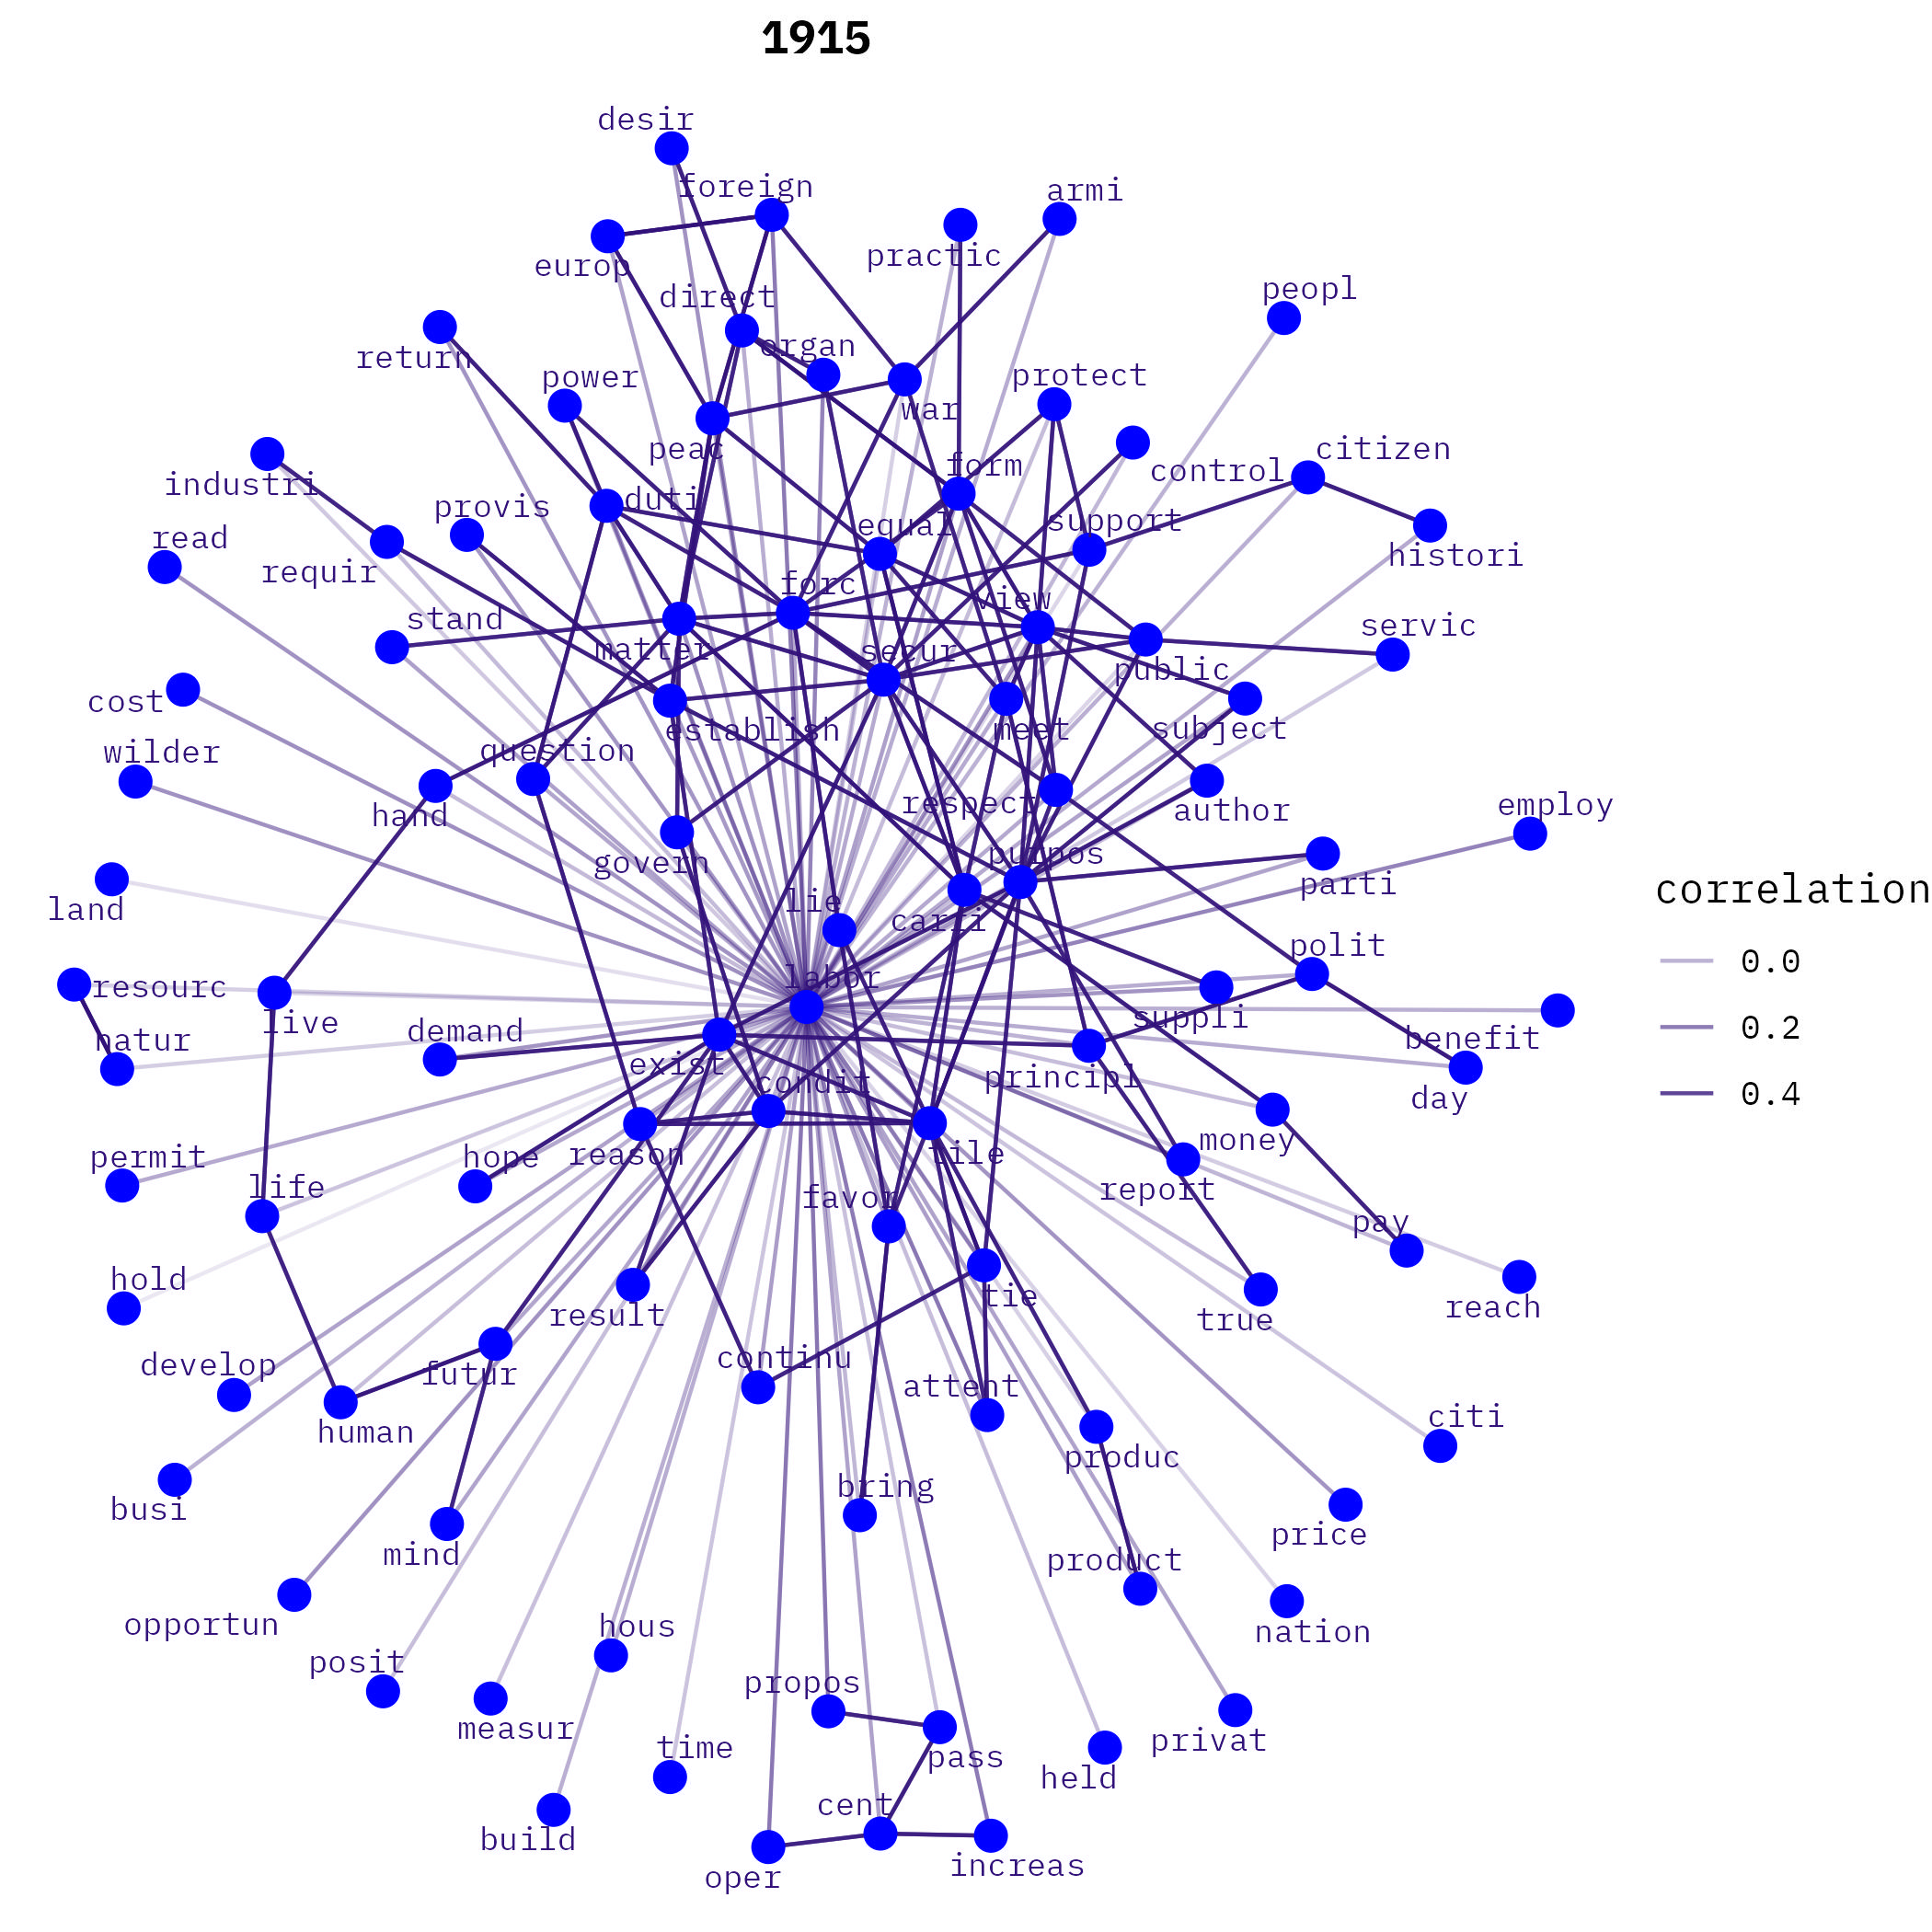 1915
desir
foreign
armi
practic
europ
peopl
direct
organ
return
power
protect
war
peac
citizen
form
control
industri
duti
provis
equal
support
read
requir
histori
forc
view
stand
servic
matter
secur
public
cost
establish
meet
subject
wilder
question
respect
author
employ
hand
govern
purpos
parti
correlation
lie
land
carri
polit
0.0
labor
resourc
suppli
live
0.2
demand
natur
benefit
exist
principl
condit
day
0.4
money
permit
hope
reason
file
life
report
favor
pay
hold
tie
reach
result
true
develop
continu
futur
attent
citi
human
produc
bring
busi
price
mind
product
opportun
hous
nation
posit
propos
measur
privat
time
pass
held
cent
build
increas
oper